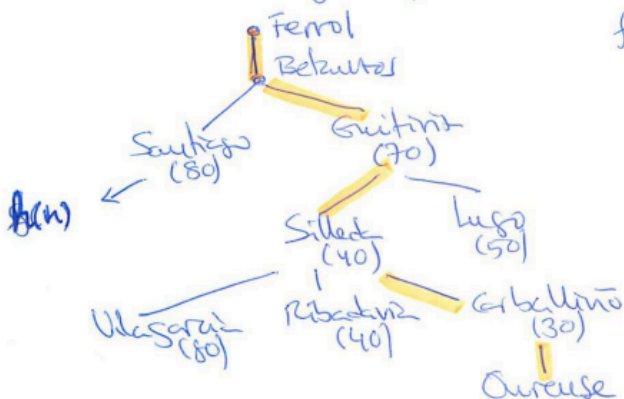 Ferrol
Betanzos
Santiago
(80)
Guitiriz
(70)
h(n)
Silleda
(40)
Lugo
(50)
Vilagarcía
(80)
Ribadavia
(40)
Carballiño
(30)
Ourense